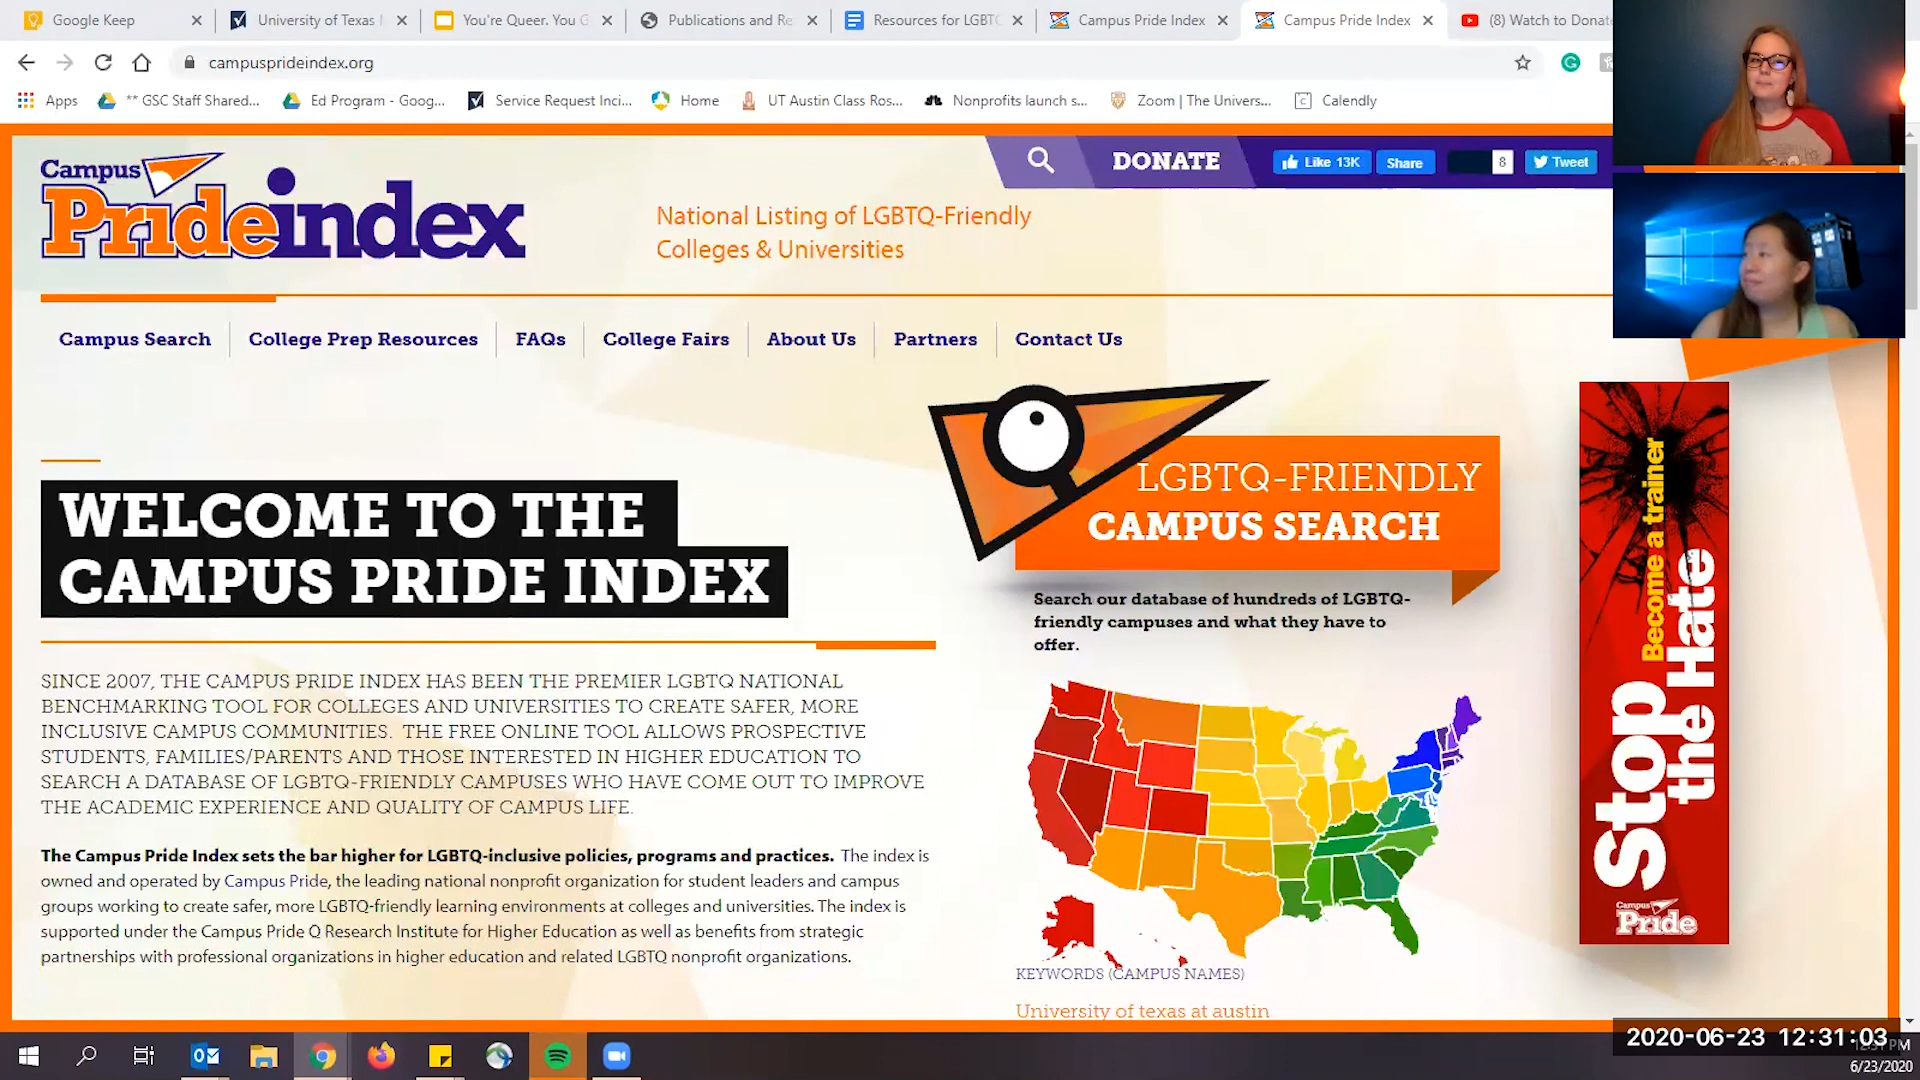 Google Keep
University of Texas
You're Queer. You G
Publications and Re
Resources for LGBTC
Campus Pride Index
Campus Pride Index
(8) Watch to Donate
campusprideindex.org
Apps
** GSC Staff Shared...
Ed Program - Goog...
Service Request Inci...
Home
UT Austin Class Ros...
Nonprofits launch s...
Zoom | The Univers...
Calendly
Campus
Prideindex
National Listing of LGBTQ-Friendly
Colleges & Universities
DONATE
Like 13K
Share
8
Tweet
Campus Search
College Prep Resources
FAQs
College Fairs
About Us
Partners
Contact Us
WELCOME TO THE
CAMPUS PRIDE INDEX
SINCE 2007, THE CAMPUS PRIDE INDEX HAS BEEN THE PREMIER LGBTQ NATIONAL
BENCHMARKING TOOL FOR COLLEGES AND UNIVERSITIES TO CREATE SAFER, MORE
INCLUSIVE CAMPUS COMMUNITIES. THE FREE ONLINE TOOL ALLOWS PROSPECTIVE
STUDENTS, FAMILIES/PARENTS AND THOSE INTERESTED IN HIGHER EDUCATION TO
SEARCH A DATABASE OF LGBTQ-FRIENDLY CAMPUSES WHO HAVE COME OUT TO IMPROVE
THE ACADEMIC EXPERIENCE AND QUALITY OF CAMPUS LIFE.
The Campus Pride Index sets the bar higher for LGBTQ-inclusive policies, programs and practices. The index is
owned and operated by Campus Pride, the leading national nonprofit organization for student leaders and campus
groups working to create safer, more LGBTQ-friendly learning environments at colleges and universities. The index is
supported under the Campus Pride Q Research Institute for Higher Education as well as benefits from strategic
partnerships with professional organizations in higher education and related LGBTQ nonprofit organizations.
LGBTQ-FRIENDLY
CAMPUS SEARCH
Search our database of hundreds of LGBTQ-
friendly campuses and what they have to
offer.
KEYWORDS (CAMPUS NAMES)
University of texas at austin
Become a trainer
Stop
the Hate
Campus
Pride
2020-06-23 12:31:03
12:31 PM
6/23/2020